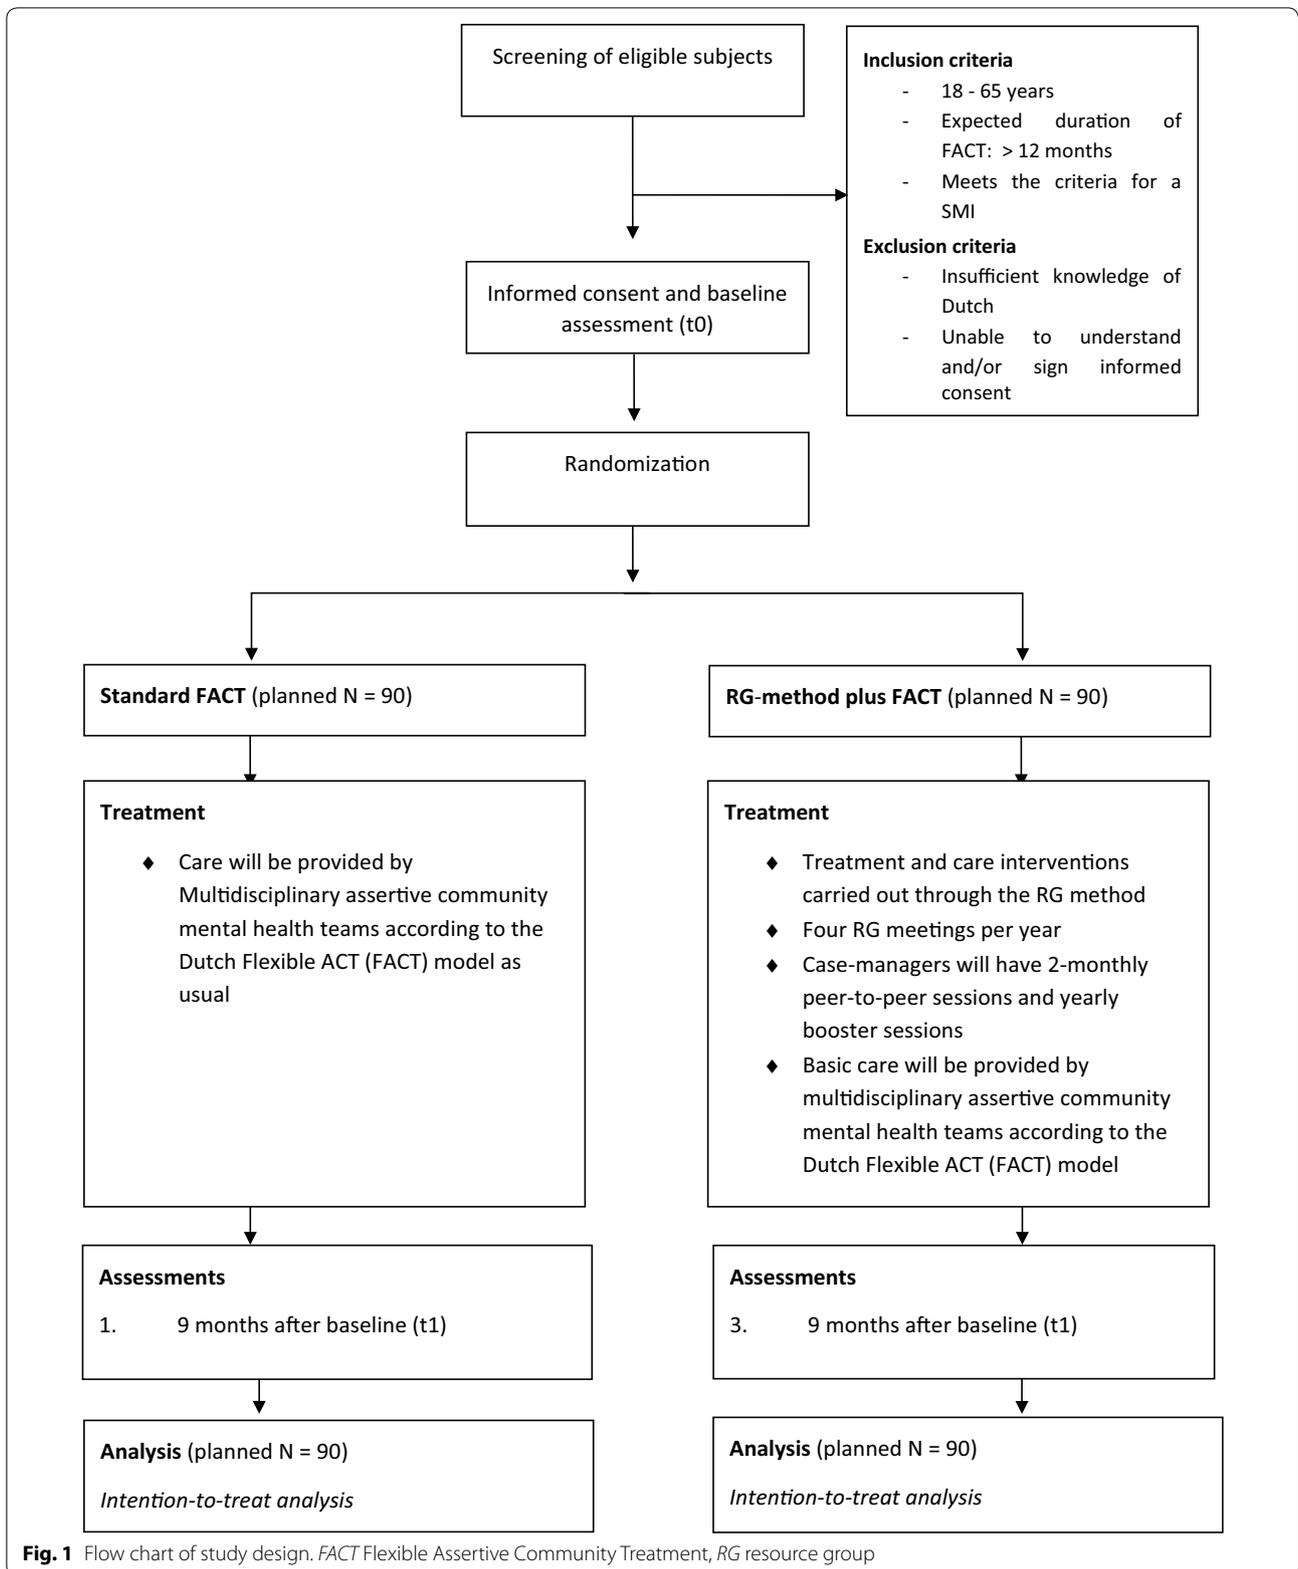 Screening of eligible subjects
Inclusion criteria
- 18 - 65 years
- Expected duration of
FACT: > 12 months
- Meets the criteria for a
SMI
Exclusion criteria
- Insufficient knowledge of
Dutch
- Unable to understand
and/or sign informed
consent
Informed consent and baseline
assessment (t0)
Randomization
Standard FACT (planned N = 90)
Treatment
♦ Care will be provided by
Multidisciplinary assertive community
mental health teams according to the
Dutch Flexible ACT (FACT) model as
usual
Assessments
1. 9 months after baseline (t1)
Analysis (planned N = 90)
Intention-to-treat analysis
RG-method plus FACT (planned N = 90)
Treatment
♦ Treatment and care interventions
carried out through the RG method
♦ Four RG meetings per year
♦ Case-managers will have 2-monthly
peer-to-peer sessions and yearly
booster sessions
♦ Basic care will be provided by
multidisciplinary assertive community
mental health teams according to the
Dutch Flexible ACT (FACT) model
Assessments
3. 9 months after baseline (t1)
Analysis (planned N = 90)
Intention-to-treat analysis
Fig. 1 Flow chart of study design. FACT Flexible Assertive Community Treatment, RG resource group